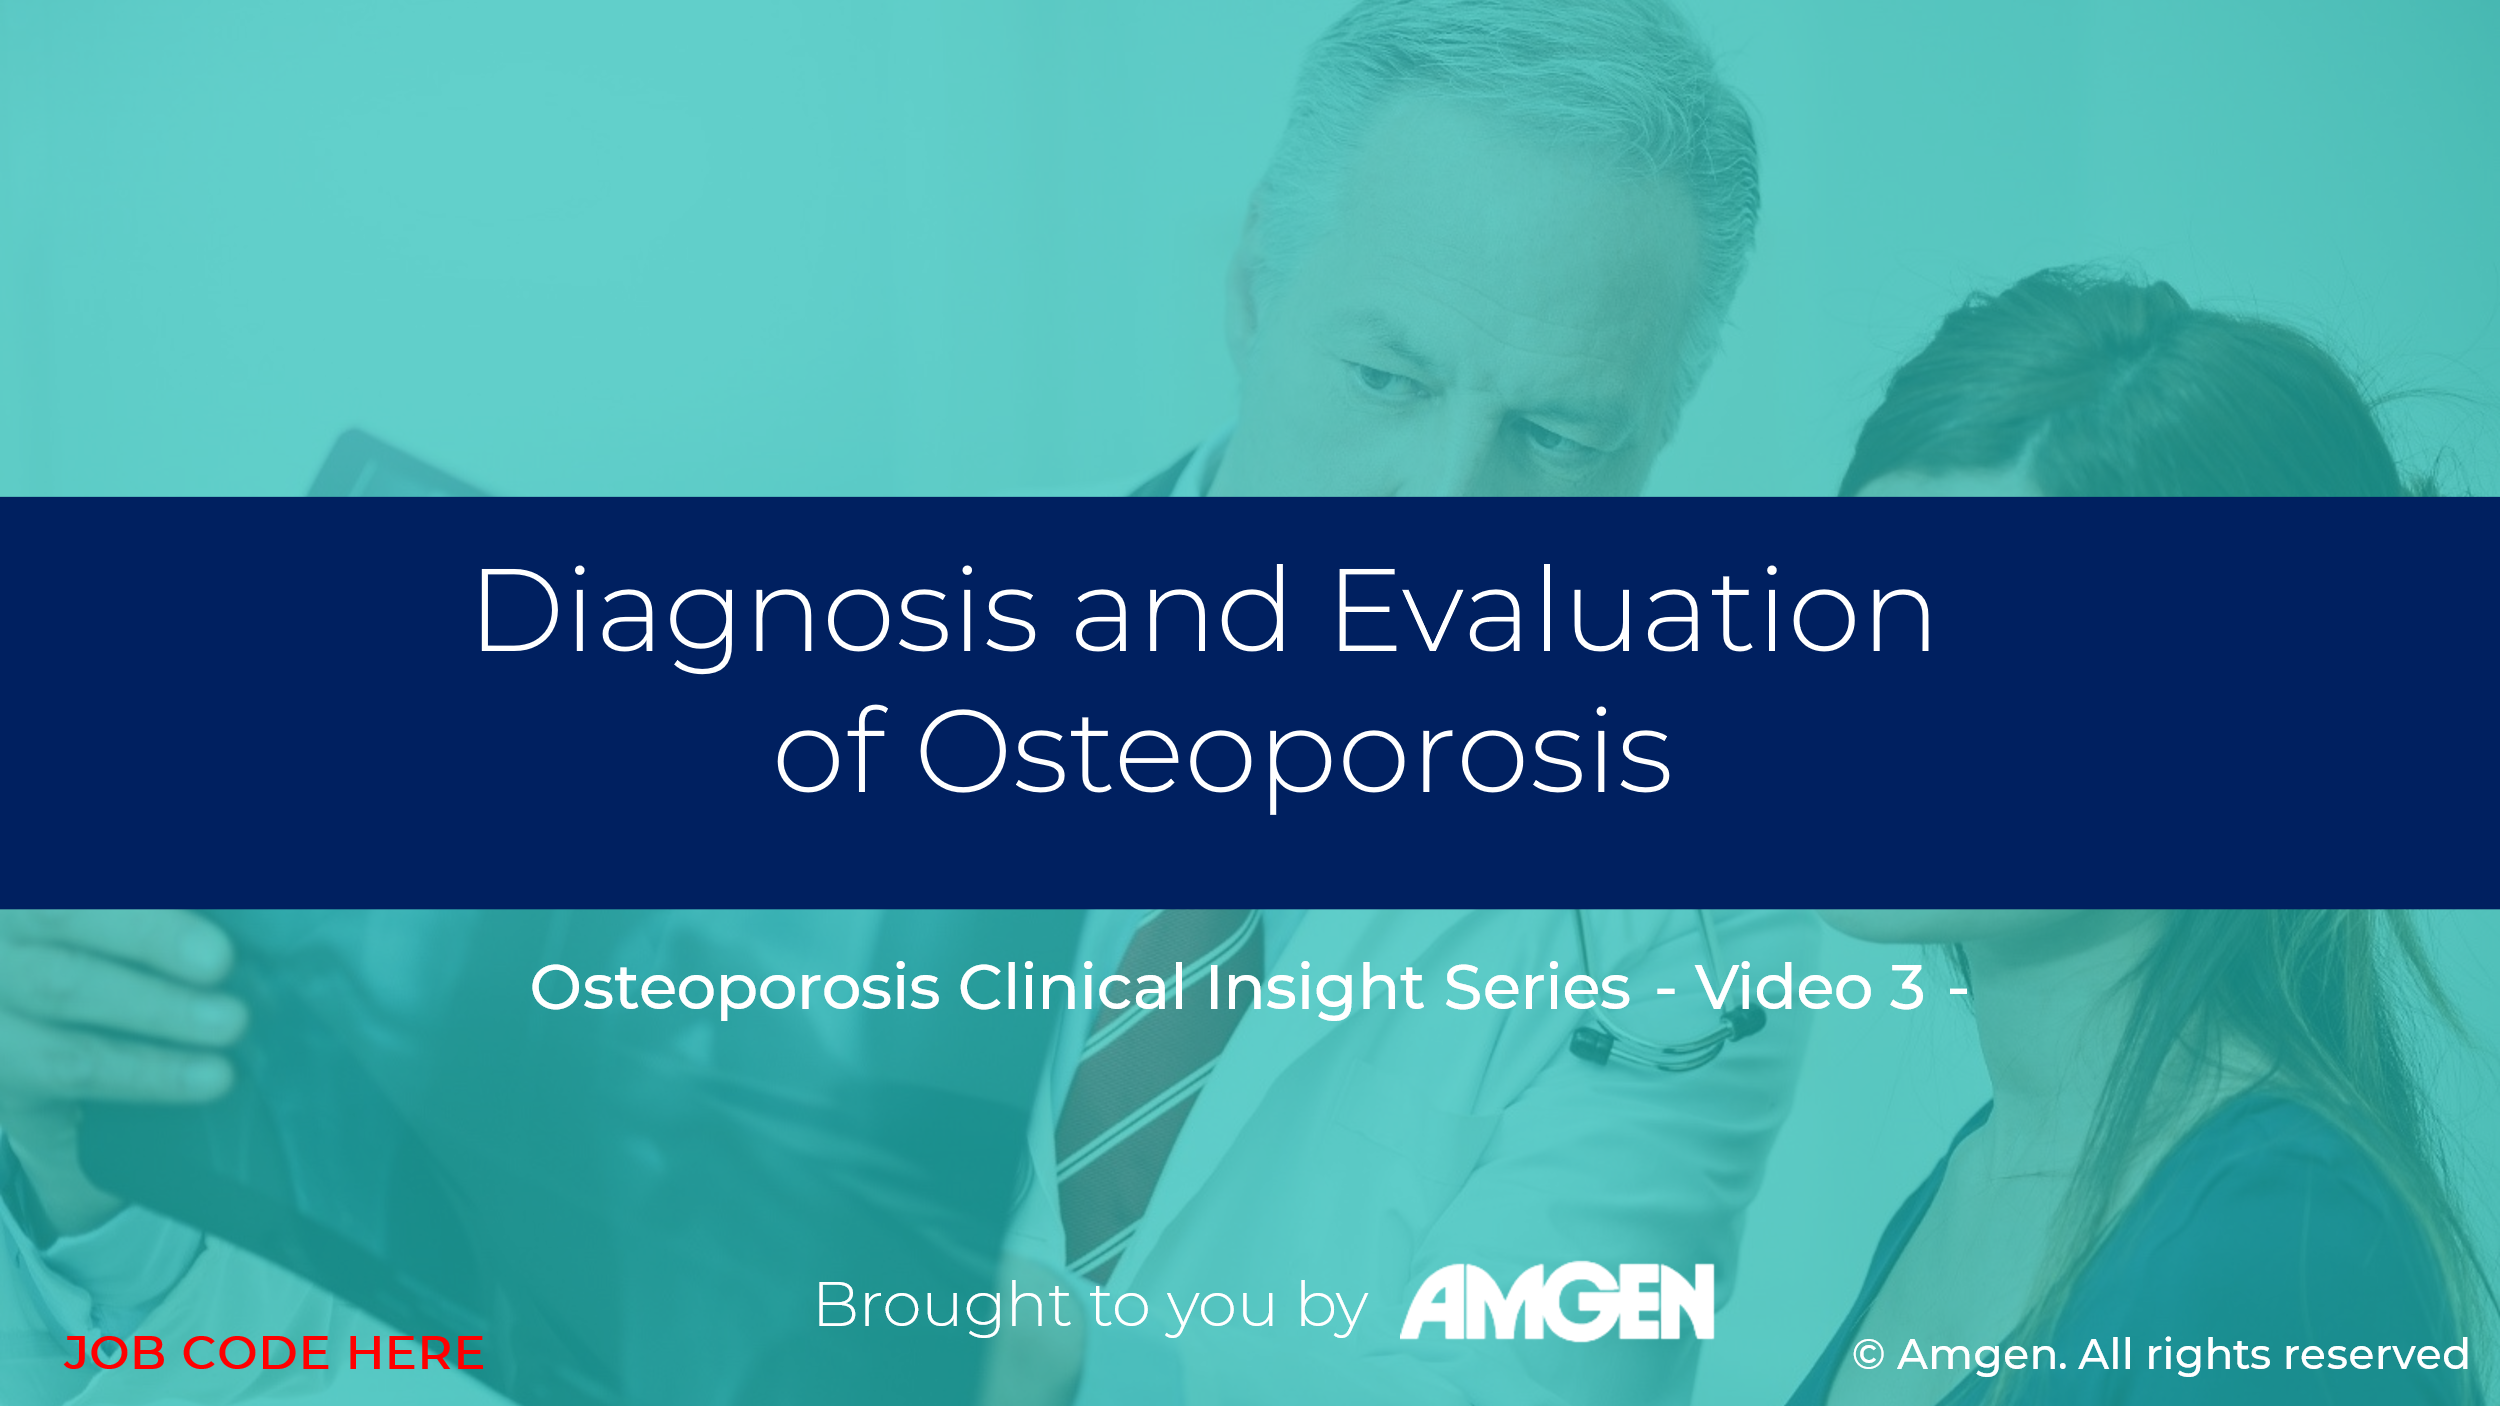 Diagnosis and Evaluation
of Osteoporosis
Osteoporosis Clinical Insight Series - Video 3 -
Brought to you by AMGEN
JOB CODE HERE
© Amgen. All rights reserved